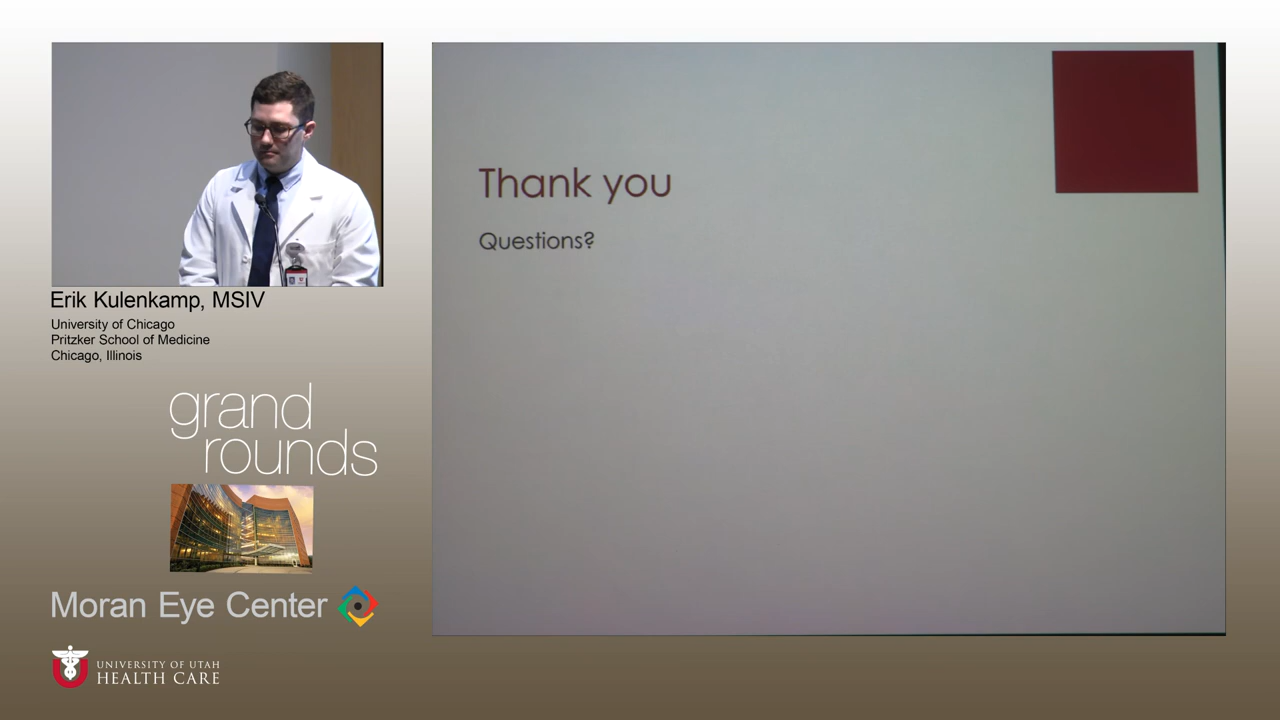 Thank you
Questions?
Erik Kulenkamp, MSIV
University of Chicago
Pritzker School of Medicine
Chicago, Illinois
grand
rounds
Moran Eye Center
UNIVERSITY OF UTAH
HEALTH CARE